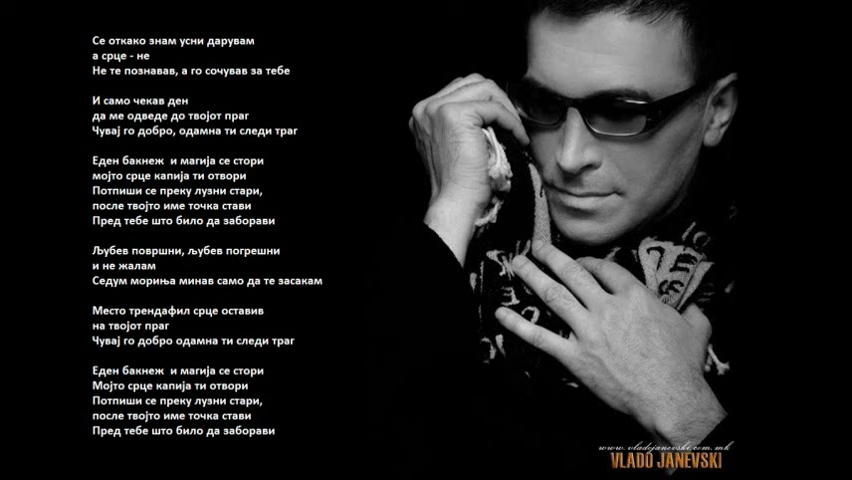 Се откако знам усни дарувам
а срце - не
Не те познавав, а го сочував за тебе
И само чекав ден
да ме одведе до твојот праг
Чувај го добро, одамна ти следи траг
Еден бакнеж и магија се стори
мојто срце капија ти отвори
Потпиши се преку лузни стари,
после твојто име точка стави
Пред тебе што било да заборави
Љубев површни, љубев погрешни
и не жалам
Седум мориња минав само да те засакам
Место трендафил срце оставив
на твојот праг
Чувај го добро одамна ти следи траг
Еден бакнеж и магија се стори
Мојто срце капија ти отвори
Потпиши се преку лузни стари,
после твојто име точка стави
Пред тебе што било да заборави
www.vladojanevski.com.mk
VLADO JANEVSKI